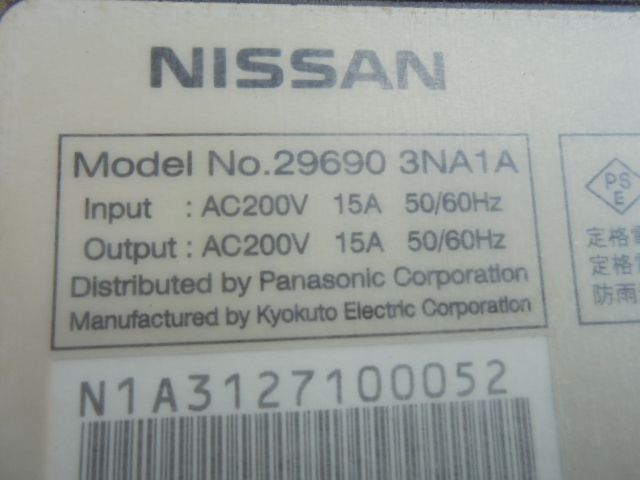 NISSAN
Model No.29690 3NA1A
Input : AC200V 15A 50/60Hz
Output : AC200V 15A 50/60Hz
Distributed by Panasonic Corporation
Manufactured by Kyokuto Electric Corporation
N1A3127100052
PS
E
定格
定格
防雨